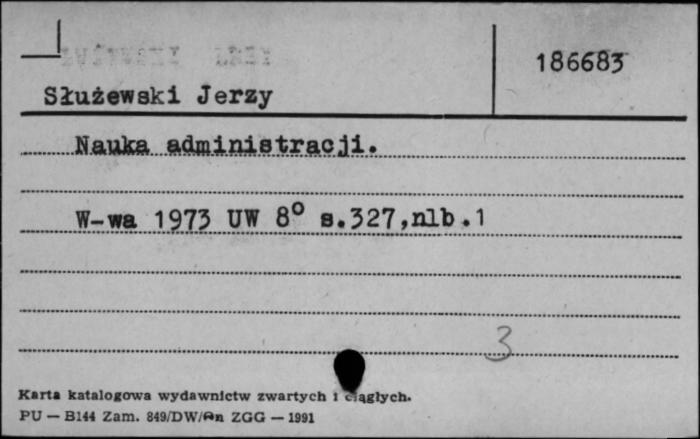 186683
Służewski Jerzy
Nauka administracji.
W-wa 1973 UW 8° s.327,nlb.1
3
Karta katalogowa wydawnictw zwartych i ciągłych.
PU — B144 Zam. 849/DW/An ZGG — 1991